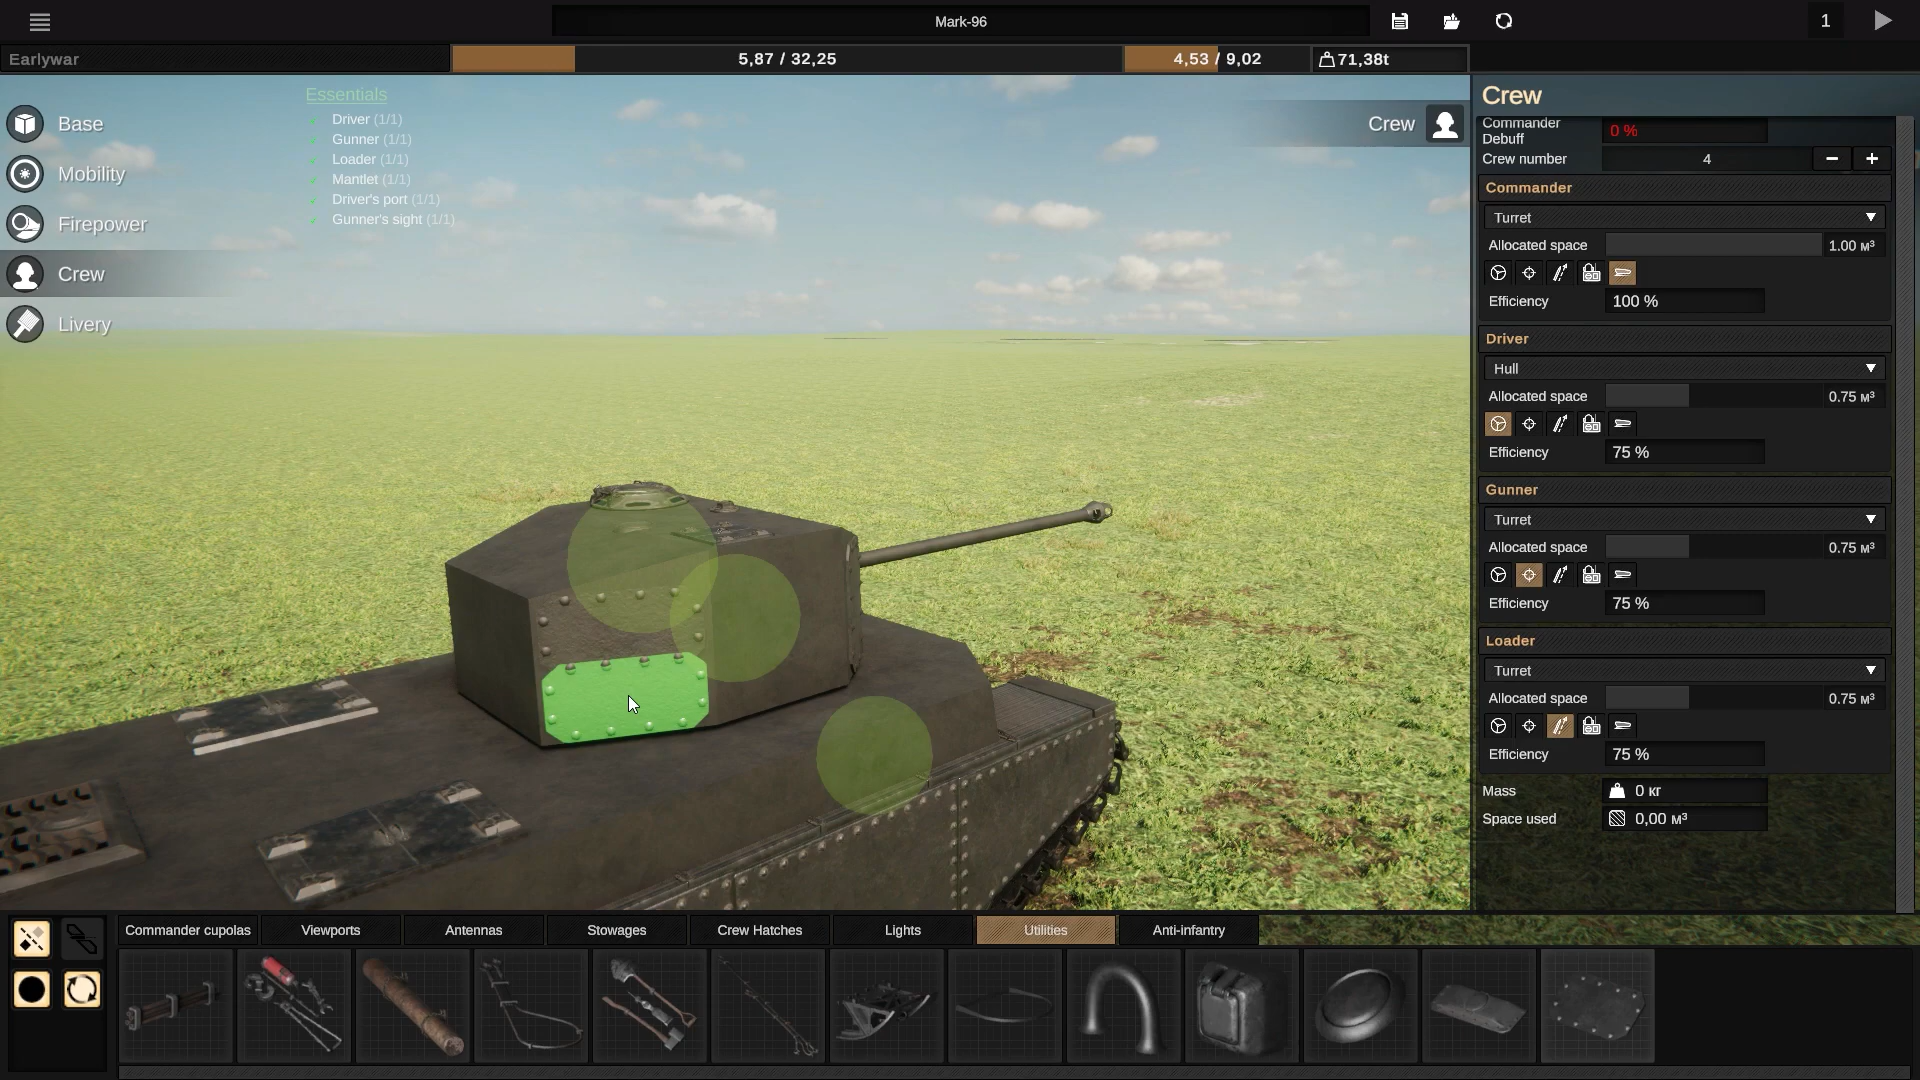 Mark-96
1
Earlywar
5,87 / 32,25
4,53 / 9,02
71,38t
Base
Mobility
Firepower
Crew
Livery
Essentials
Driver (1/1)
Gunner (1/1)
Loader (1/1)
Mantlet (1/1)
Driver's port (1/1)
Gunner's sight (1/1)
Crew
Crew
Commander
Debuff
0 %
Crew number
4
Commander
Turret
Allocated space
1.00 м³
Efficiency
100 %
Driver
Hull
Allocated space
0.75 м³
Efficiency
75 %
Gunner
Turret
Allocated space
0.75 м³
Efficiency
75 %
Loader
Turret
Allocated space
0.75 м³
Efficiency
75 %
Mass
0 кг
Space used
0,00 м³
Commander cupolas
Viewports
Antennas
Stowages
Crew Hatches
Lights
Utilities
Anti-infantry